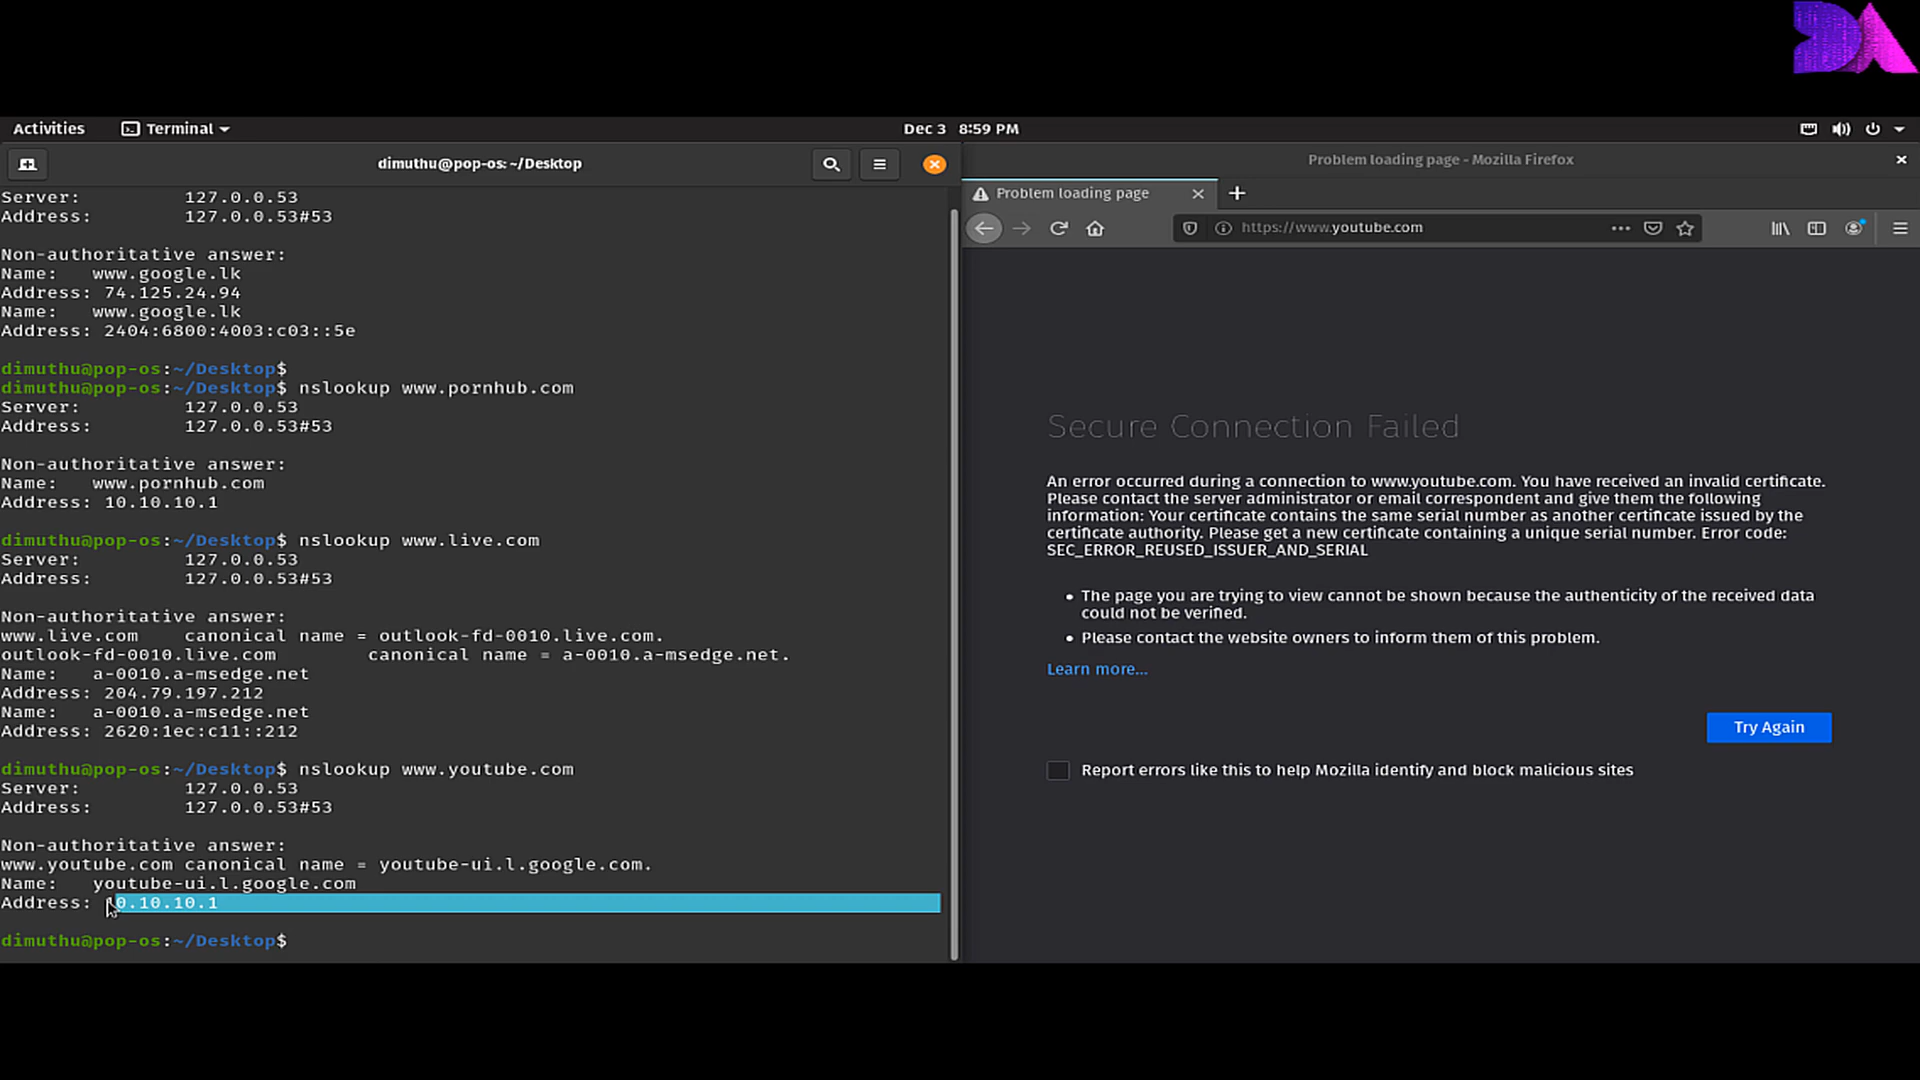 DA
Activities
Terminal
Dec 3 8:59 PM
dimuthu@pop-os: ~/Desktop
Server: 127.0.0.53
Address: 127.0.0.53#53
Non-authoritative answer:
Name: www.google.lk
Address: 74.125.24.94
Name: www.google.lk
Address: 2404:6800:4003:c03::5e
dimuthu@pop-os:~/Desktop$
dimuthu@pop-os:~/Desktop$ nslookup www.pornhub.com
Server: 127.0.0.53
Address: 127.0.0.53#53
Non-authoritative answer:
Name: www.pornhub.com
Address: 10.10.10.1
dimuthu@pop-os:~/Desktop$ nslookup www.live.com
Server: 127.0.0.53
Address: 127.0.0.53#53
Non-authoritative answer:
www.live.com canonical name = outlook-fd-0010.live.com.
outlook-fd-0010.live.com canonical name = a-0010.a-msedge.net.
Name: a-0010.a-msedge.net
Address: 204.79.197.212
Name: a-0010.a-msedge.net
Address: 2620:1ec:c11::212
dimuthu@pop-os:~/Desktop$ nslookup www.youtube.com
Server: 127.0.0.53
Address: 127.0.0.53#53
Non-authoritative answer:
www.youtube.com canonical name = youtube-ui.l.google.com.
Name: youtube-ui.l.google.com
Address: 10.10.10.1
dimuthu@pop-os:~/Desktop$
Problem loading page - Mozilla Firefox
Problem loading page
https://www.youtube.com
Secure Connection Failed
An error occurred during a connection to www.youtube.com. You have received an invalid certificate.
Please contact the server administrator or email correspondent and give them the following
information: Your certificate contains the same serial number as another certificate issued by the
certificate authority. Please get a new certificate containing a unique serial number. Error code:
SEC_ERROR_REUSED_ISSUER_AND_SERIAL
• The page you are trying to view cannot be shown because the authenticity of the received data
could not be verified.
• Please contact the website owners to inform them of this problem.
Learn more…
Try Again
Report errors like this to help Mozilla identify and block malicious sites